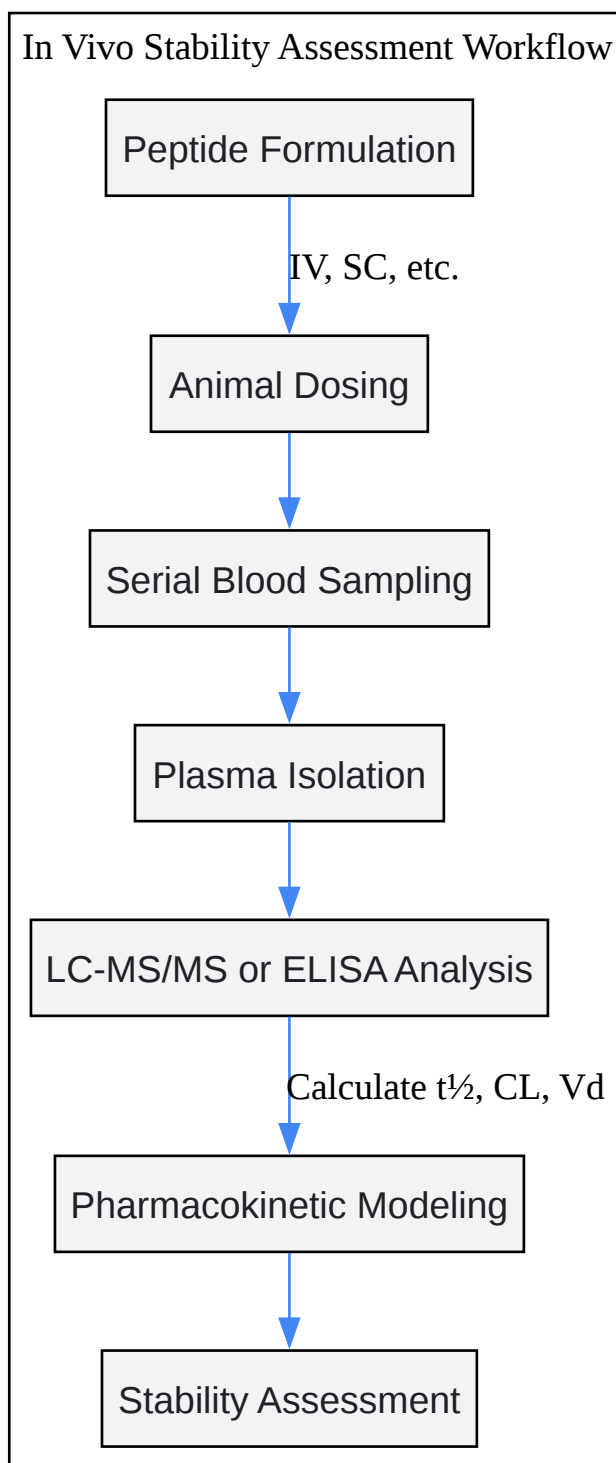 In Vivo Stability Assessment Workflow
Peptide Formulation
IV, SC, etc.
Animal Dosing
Serial Blood Sampling
Plasma Isolation
LC-MS/MS or ELISA Analysis
Calculate t½, CL, Vd
Pharmacokinetic Modeling
Stability Assessment